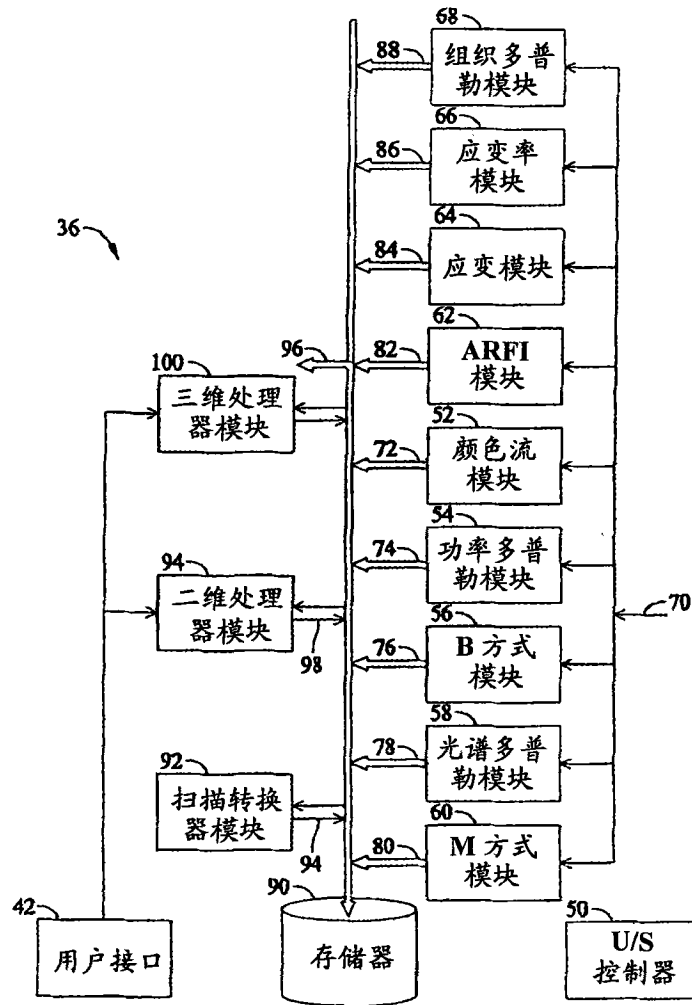 68
88
组织多普
勒模块
66
86
应变率
模块
36
64
84
应变模块
62
96
82
ARFI
模块
100
三维处理
器模块
52
72
颜色流
模块
54
74
功率多普
勒模块
94
二维处理
器模块
98
70
56
76
B 方式
模块
58
78
光谱多普
勒模块
92
扫描转换
器模块
94
60
80
M 方式
模块
42
用户接口
90
存储器
50
U/S
控制器